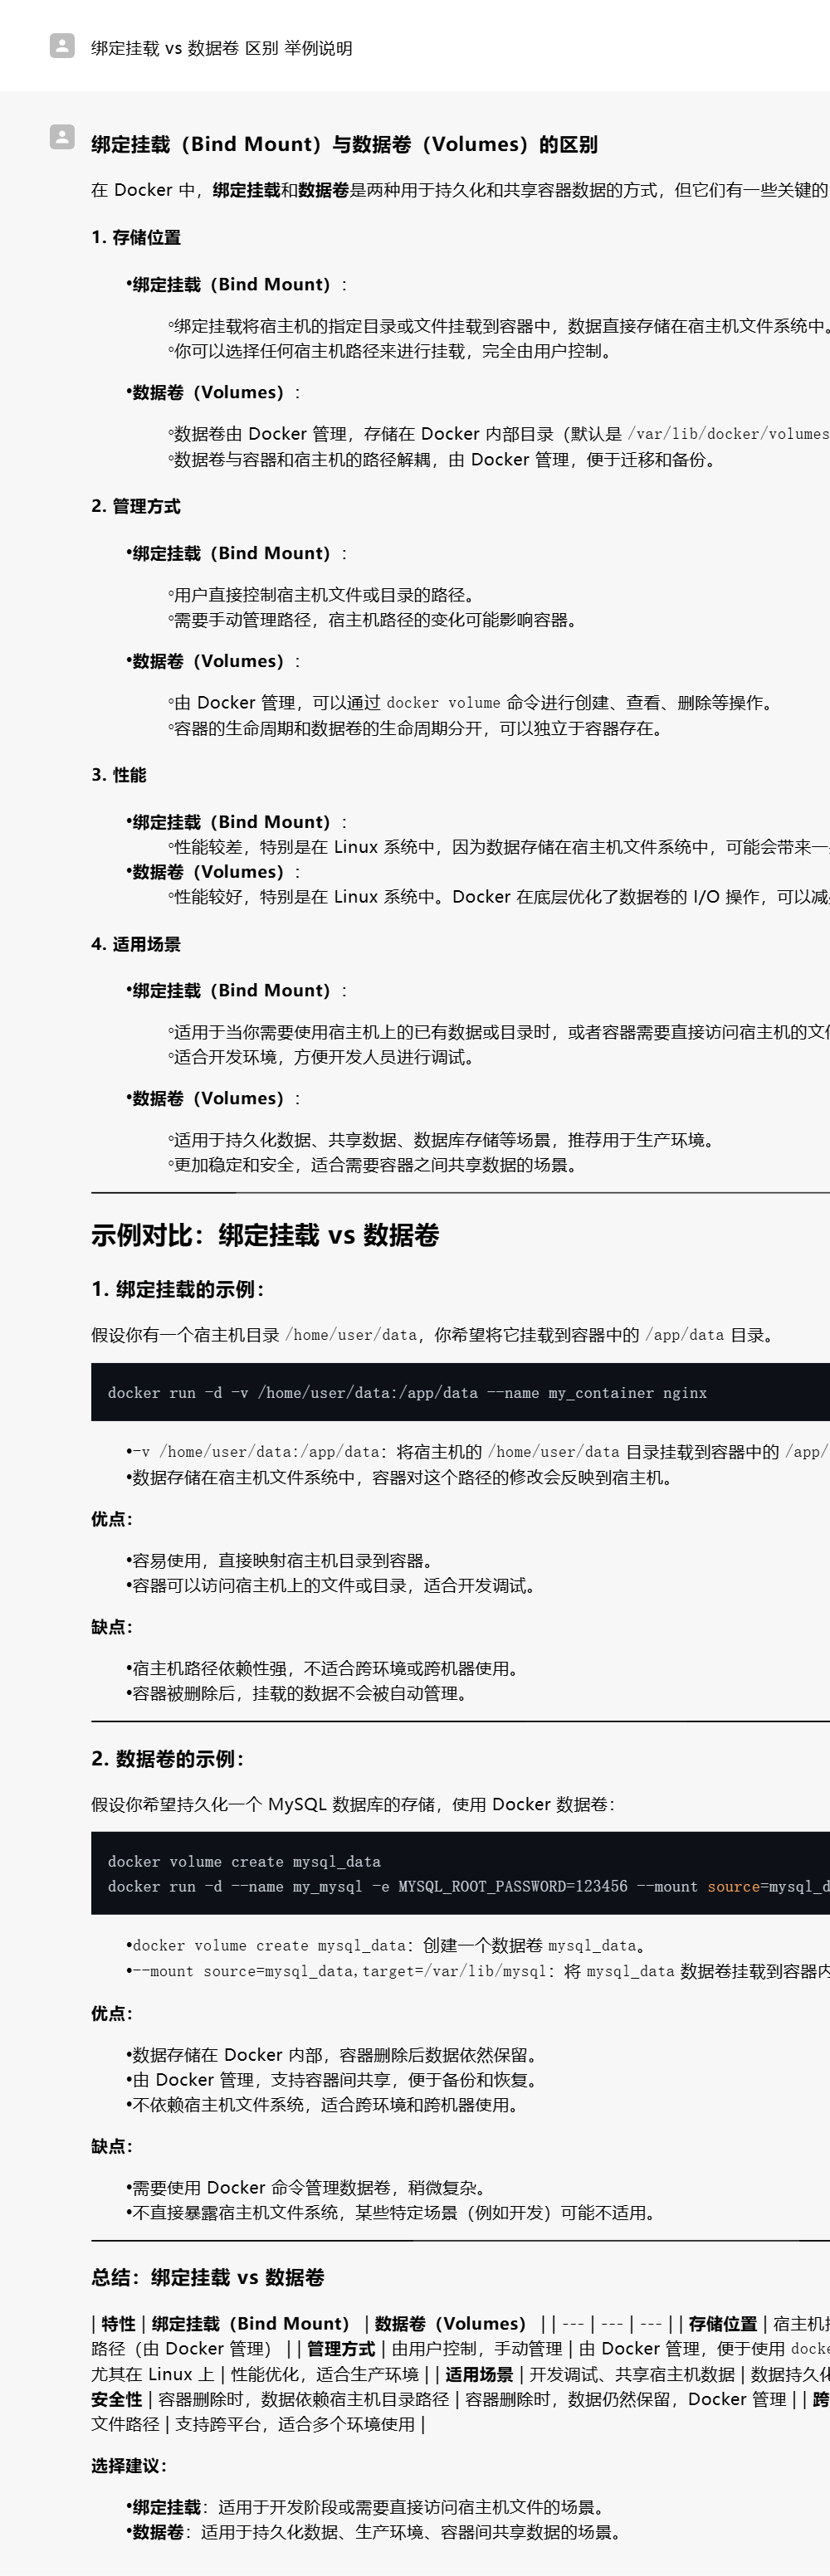 绑定挂载 vs 数据卷 区别 举例说明
绑定挂载（Bind Mount）与数据卷（Volumes）的区别
在 Docker 中，绑定挂载和数据卷是两种用于持久化和共享容器数据的方式，但它们有一些关键的
1. 存储位置
•绑定挂载（Bind Mount）：
◦绑定挂载将宿主机的指定目录或文件挂载到容器中，数据直接存储在宿主机文件系统中。
◦你可以选择任何宿主机路径来进行挂载，完全由用户控制。
•数据卷（Volumes）：
◦数据卷由 Docker 管理，存储在 Docker 内部目录（默认是 /var/lib/docker/volumes
◦数据卷与容器和宿主机的路径解耦，由 Docker 管理，便于迁移和备份。
2. 管理方式
•绑定挂载（Bind Mount）：
◦用户直接控制宿主机文件或目录的路径。
◦需要手动管理路径，宿主机路径的变化可能影响容器。
•数据卷（Volumes）：
◦由 Docker 管理，可以通过 docker volume 命令进行创建、查看、删除等操作。
◦容器的生命周期和数据卷的生命周期分开，可以独立于容器存在。
3. 性能
•绑定挂载（Bind Mount）：
◦性能较差，特别是在 Linux 系统中，因为数据存储在宿主机文件系统中，可能会带来一
•数据卷（Volumes）：
◦性能较好，特别是在 Linux 系统中。Docker 在底层优化了数据卷的 I/O 操作，可以减
4. 适用场景
•绑定挂载（Bind Mount）：
◦适用于当你需要使用宿主机上的已有数据或目录时，或者容器需要直接访问宿主机的文件
◦适合开发环境，方便开发人员进行调试。
•数据卷（Volumes）：
◦适用于持久化数据、共享数据、数据库存储等场景，推荐用于生产环境。
◦更加稳定和安全，适合需要容器之间共享数据的场景。
示例对比：绑定挂载 vs 数据卷
1. 绑定挂载的示例：
假设你有一个宿主机目录 /home/user/data，你希望将它挂载到容器中的 /app/data 目录。
docker run -d -v /home/user/data:/app/data --name my_container nginx
•-v /home/user/data:/app/data：将宿主机的 /home/user/data 目录挂载到容器中的 /app/
•数据存储在宿主机文件系统中，容器对这个路径的修改会反映到宿主机。
优点：
•容易使用，直接映射宿主机目录到容器。
•容器可以访问宿主机上的文件或目录，适合开发调试。
缺点：
•宿主机路径依赖性强，不适合跨环境或跨机器使用。
•容器被删除后，挂载的数据不会被自动管理。
2. 数据卷的示例：
假设你希望持久化一个 MySQL 数据库的存储，使用 Docker 数据卷：
docker volume create mysql_data
docker run -d --name my_mysql -e MYSQL_ROOT_PASSWORD=123456 --mount source=mysql_d
•docker volume create mysql_data：创建一个数据卷 mysql_data。
•--mount source=mysql_data,target=/var/lib/mysql：将 mysql_data 数据卷挂载到容器内
优点：
•数据存储在 Docker 内部，容器删除后数据依然保留。
•由 Docker 管理，支持容器间共享，便于备份和恢复。
•不依赖宿主机文件系统，适合跨环境和跨机器使用。
缺点：
•需要使用 Docker 命令管理数据卷，稍微复杂。
•不直接暴露宿主机文件系统，某些特定场景（例如开发）可能不适用。
总结：绑定挂载 vs 数据卷
| 特性 | 绑定挂载（Bind Mount） | 数据卷（Volumes） | | --- | --- | --- | | 存储位置 | 宿主机
路径（由 Docker 管理） | | 管理方式 | 由用户控制，手动管理 | 由 Docker 管理，便于使用 docke
尤其在 Linux 上 | 性能优化，适合生产环境 | | 适用场景 | 开发调试、共享宿主机数据 | 数据持久化
安全性 | 容器删除时，数据依赖宿主机目录路径 | 容器删除时，数据仍然保留，Docker 管理 | | 跨
文件路径 | 支持跨平台，适合多个环境使用 |
选择建议：
•绑定挂载：适用于开发阶段或需要直接访问宿主机文件的场景。
•数据卷：适用于持久化数据、生产环境、容器间共享数据的场景。